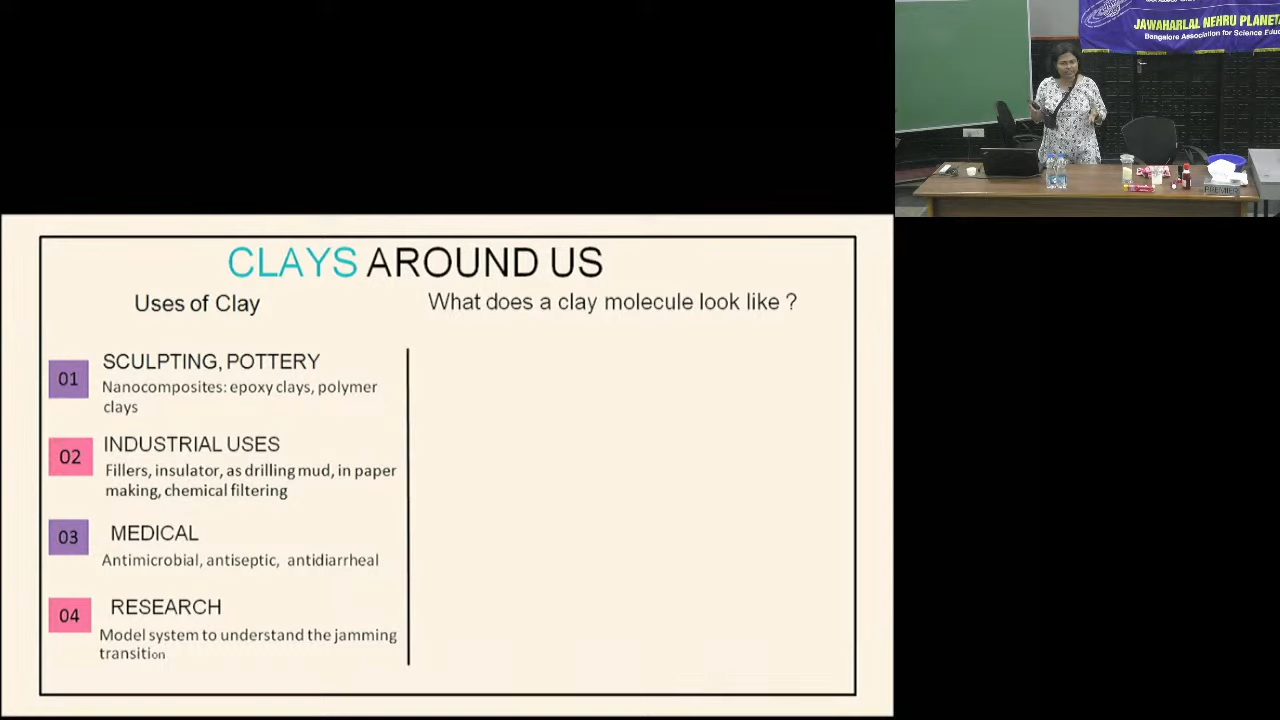 CLAYS AROUND US
Uses of Clay
What does a clay molecule look like ?
01
SCULPTING, POTTERY
Nanocomposites: epoxy clays, polymer
clays
02
INDUSTRIAL USES
Fillers, insulator, as drilling mud, in paper
making, chemical filtering
03
MEDICAL
Antimicrobial, antiseptic, antidiarrheal
04
RESEARCH
Model system to understand the jamming
transition
JAWAHARLAL NEHRU
Bangalore Association for Science
PREMIER